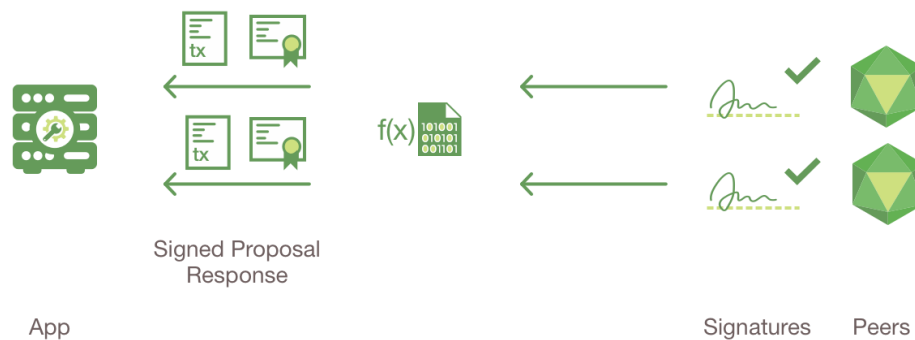 tx
tx
f(x)
101001
010101
001101
Signed Proposal
Response
App
Signatures
Peers